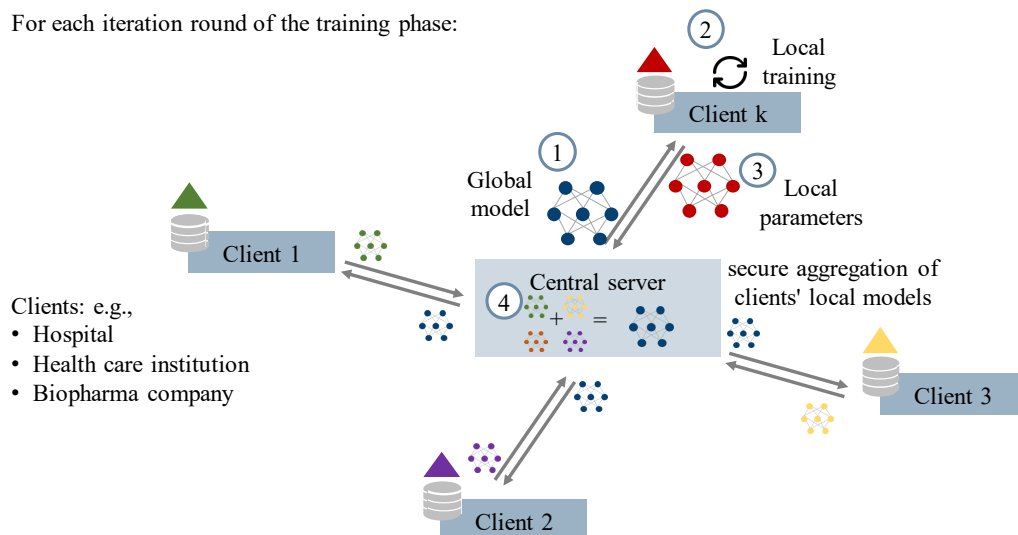 For each iteration round of the training phase:
2
Local
training
Client k
1
Global
model
3
Local
parameters
Client 1
Central server
secure aggregation of
clients' local models
4
+
=
Clients: e.g.,
• Hospital
• Health care institution
• Biopharma company
Client 3
Client 2